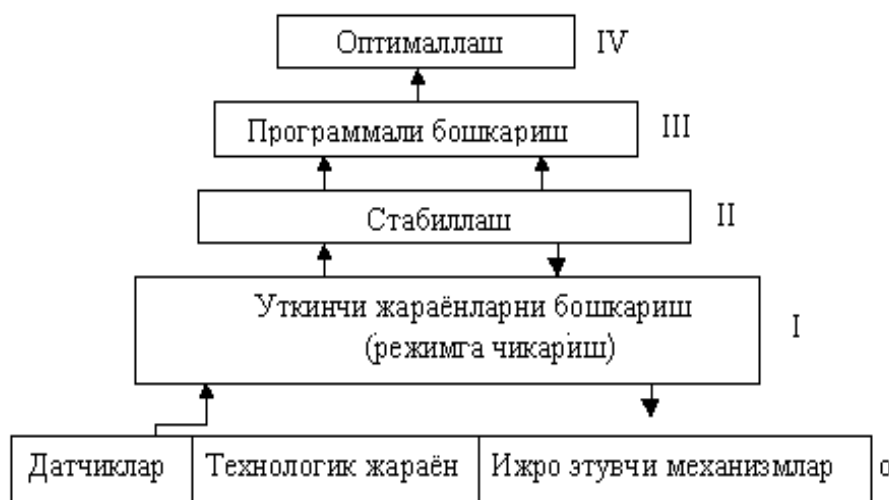 Оптималлаш IV
Программали бошкариш III
Стабиллаш II
Уткинчи жараёнларни бошкариш
(режимга чикариш) I
Датчиклар Технологик жараён Ижро этувчи механизмлар